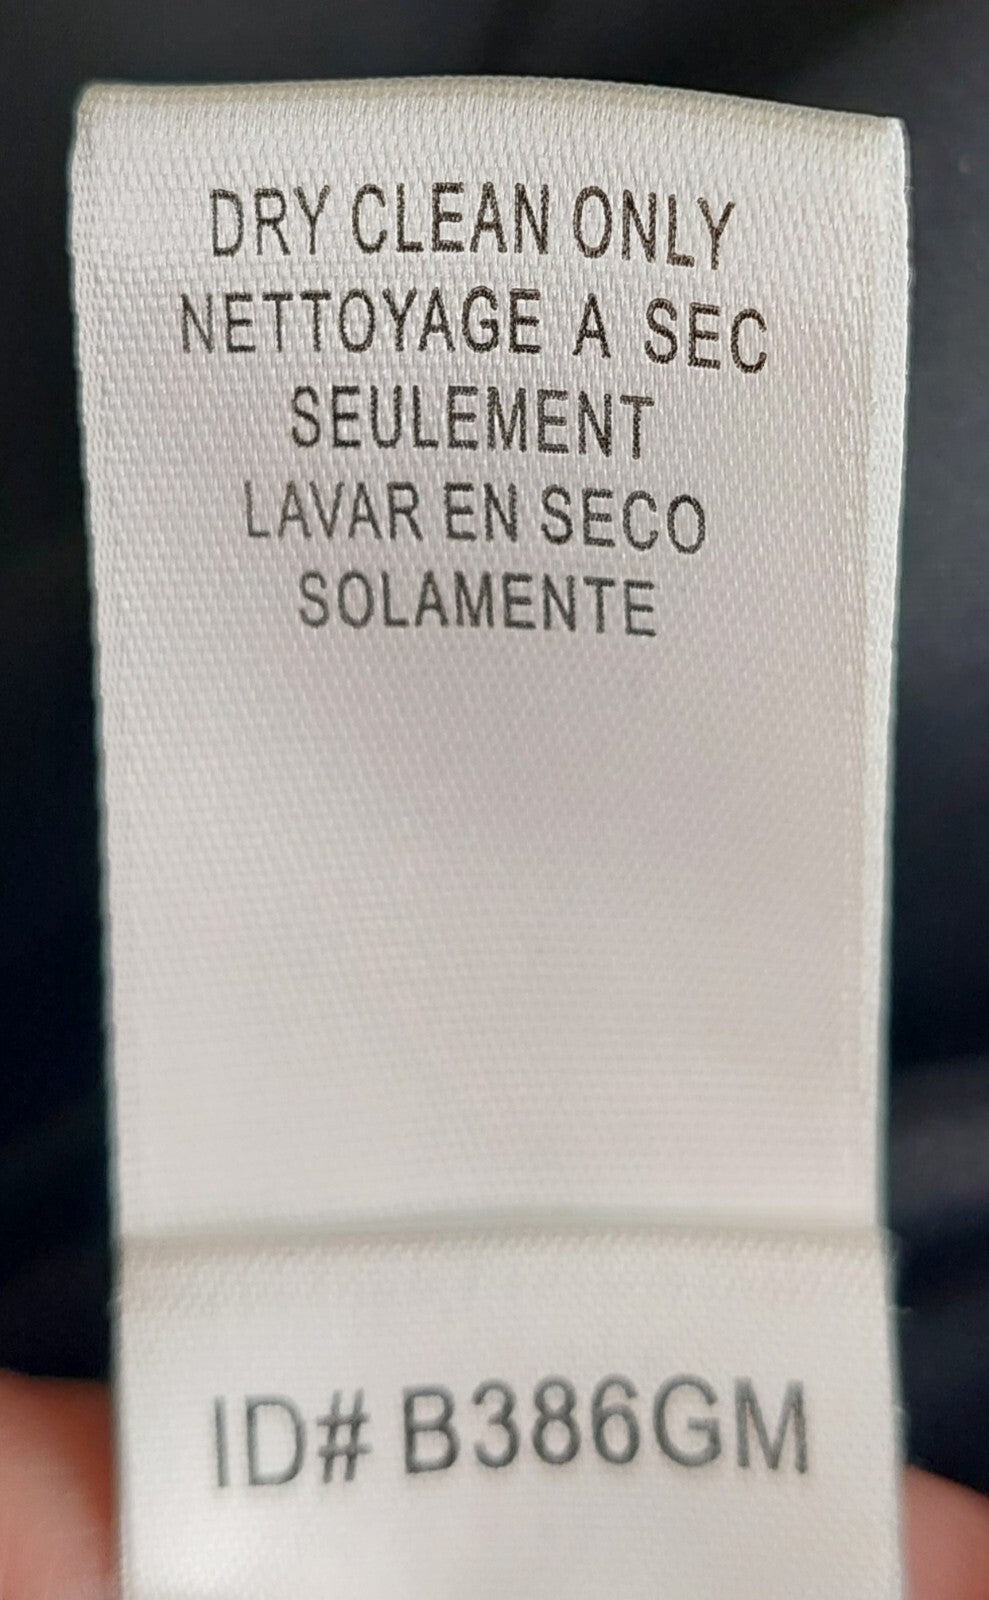 DRY CLEAN ONLY
NETTOYAGE A SEC
SEULEMENT
LAVAR EN SECO
SOLAMENTE
ID# B386GM